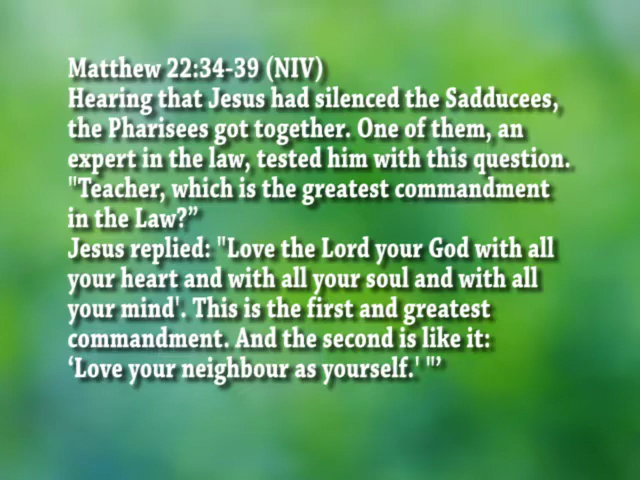 Matthew 22:34-39 (NIV)
Hearing that Jesus had silenced the Sadducees,
the Pharisees got together. One of them, an
expert in the law, tested him with this question.
"Teacher, which is the greatest commandment
in the Law?”
Jesus replied: "Love the Lord your God with all
your heart and with all your soul and with all
your mind'. This is the first and greatest
commandment. And the second is like it:
‘Love your neighbour as yourself.' "’